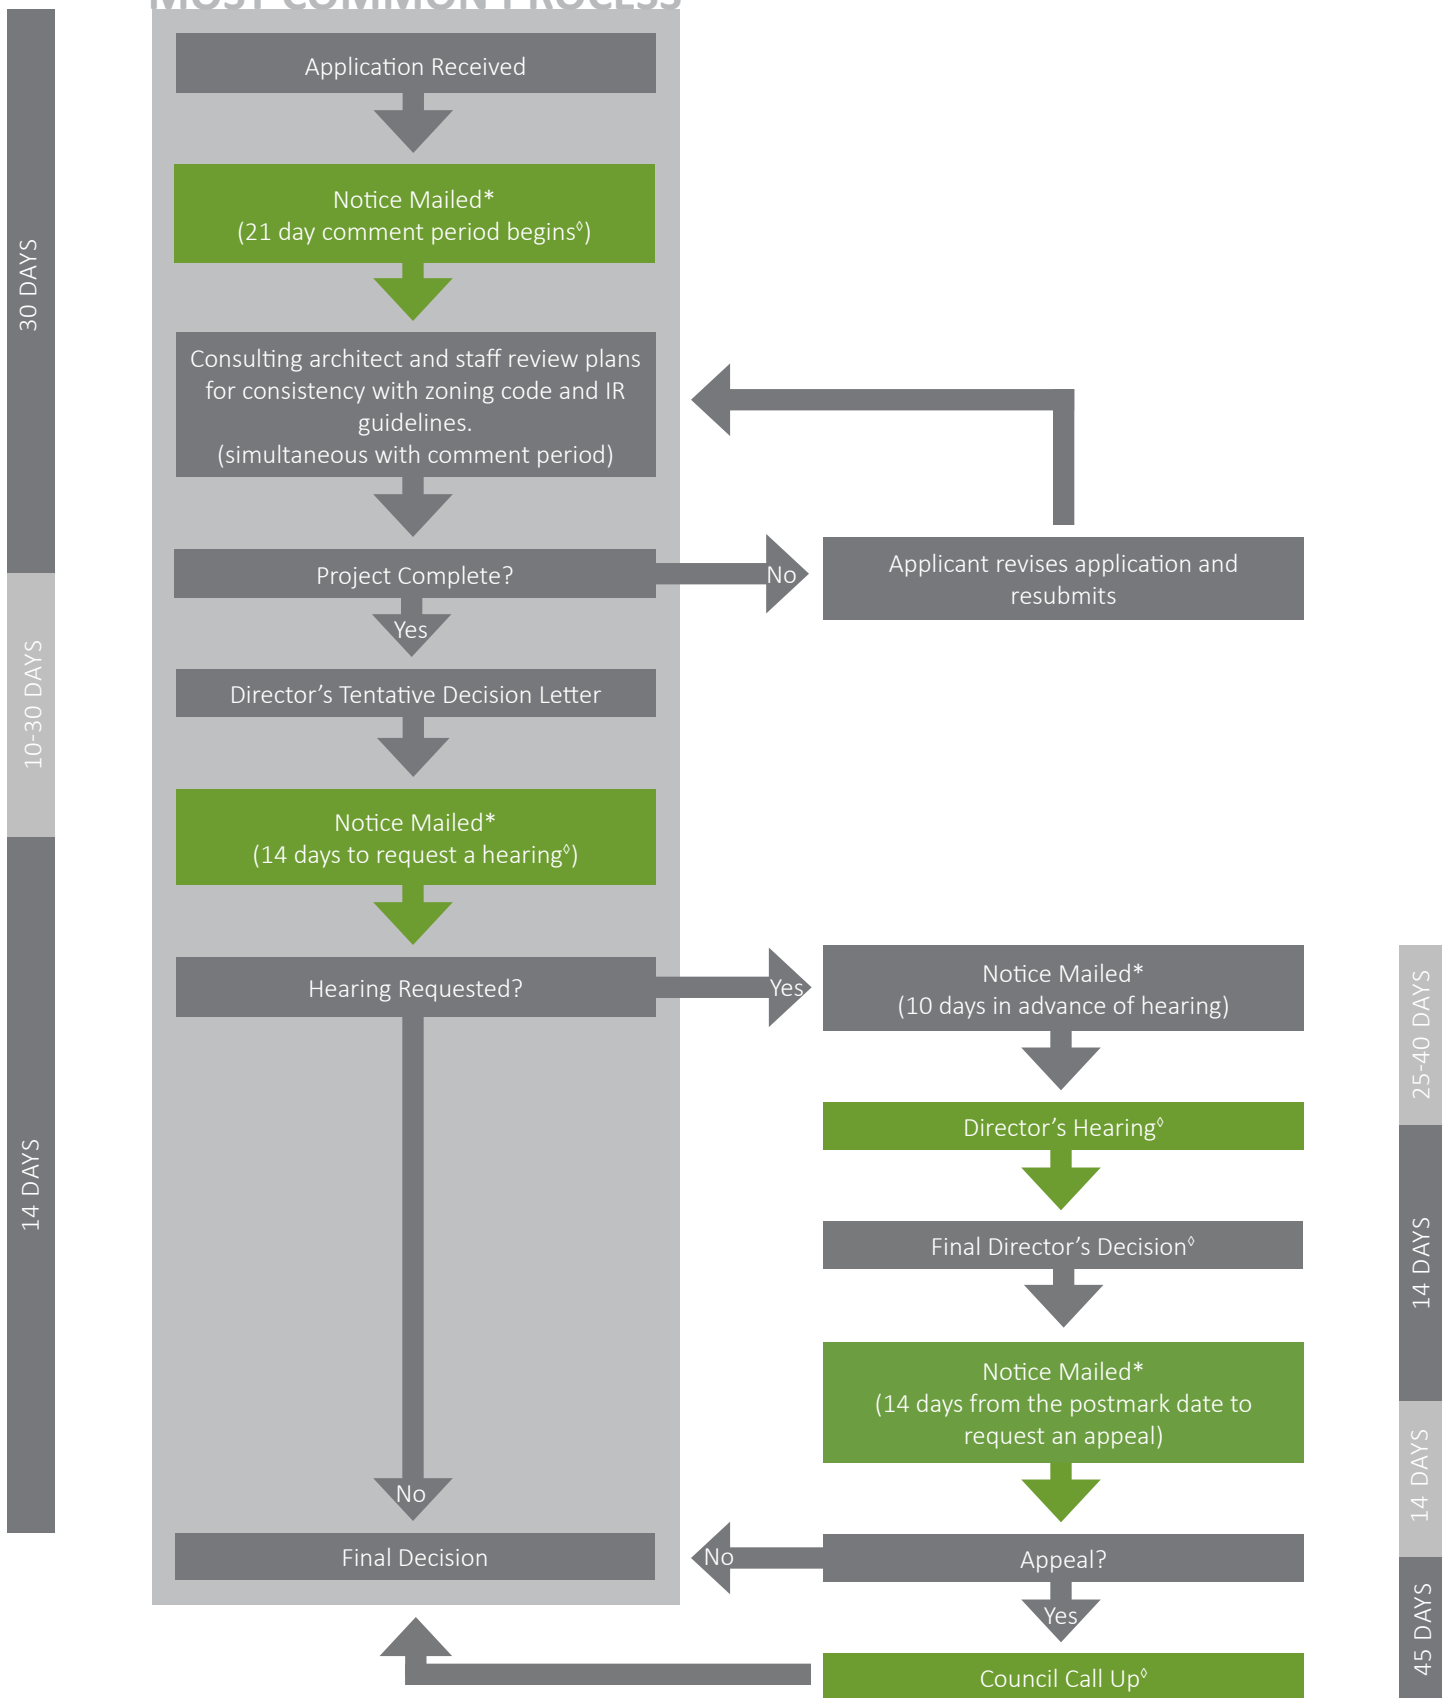 MOST COMMON PROCESS
Application Received
Notice Mailed*
(21 day comment period begins◊)
30 DAYS
Consulting architect and staff review plans
for consistency with zoning code and IR
guidelines.
(simultaneous with comment period)
Project Complete?
No
Applicant revises application and
resubmits
Yes
10-30 DAYS
Director’s Tentative Decision Letter
Notice Mailed*
(14 days to request a hearing◊)
14 DAYS
Hearing Requested?
Yes
Notice Mailed*
(10 days in advance of hearing)
25-40 DAYS
Director’s Hearing◊
Final Director’s Decision◊
14 DAYS
Notice Mailed*
(14 days from the postmark date to
request an appeal)
14 DAYS
No
Final Decision
No
Appeal?
Yes
45 DAYS
Council Call Up◊